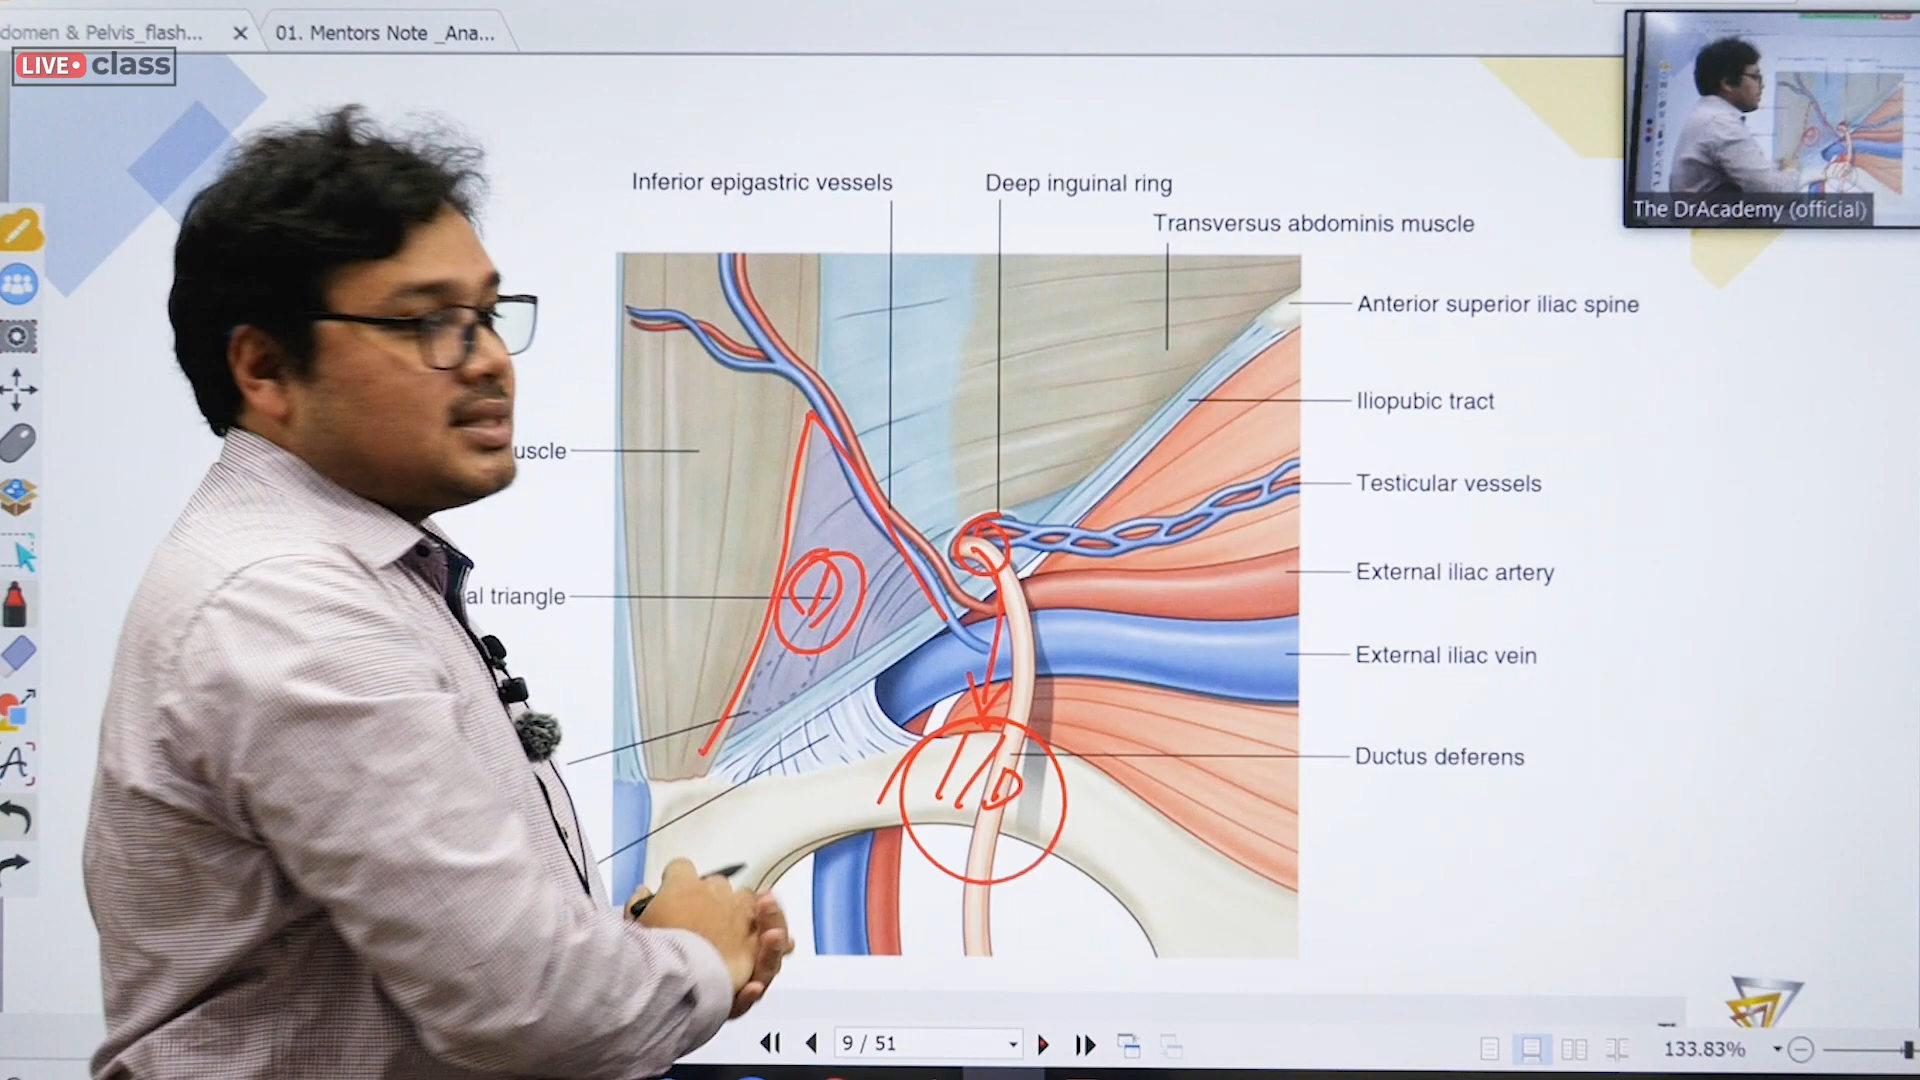 domen & Pelvis_flash...
01. Mentors Note _Ana...
LIVE class
The DrAcademy (official)
Inferior epigastric vessels
Deep inguinal ring
Transversus abdominis muscle
Anterior superior iliac spine
Iliopubic tract
uscle
Testicular vessels
External iliac artery
al triangle
External iliac vein
Ductus deferens
9 / 51
133.83%